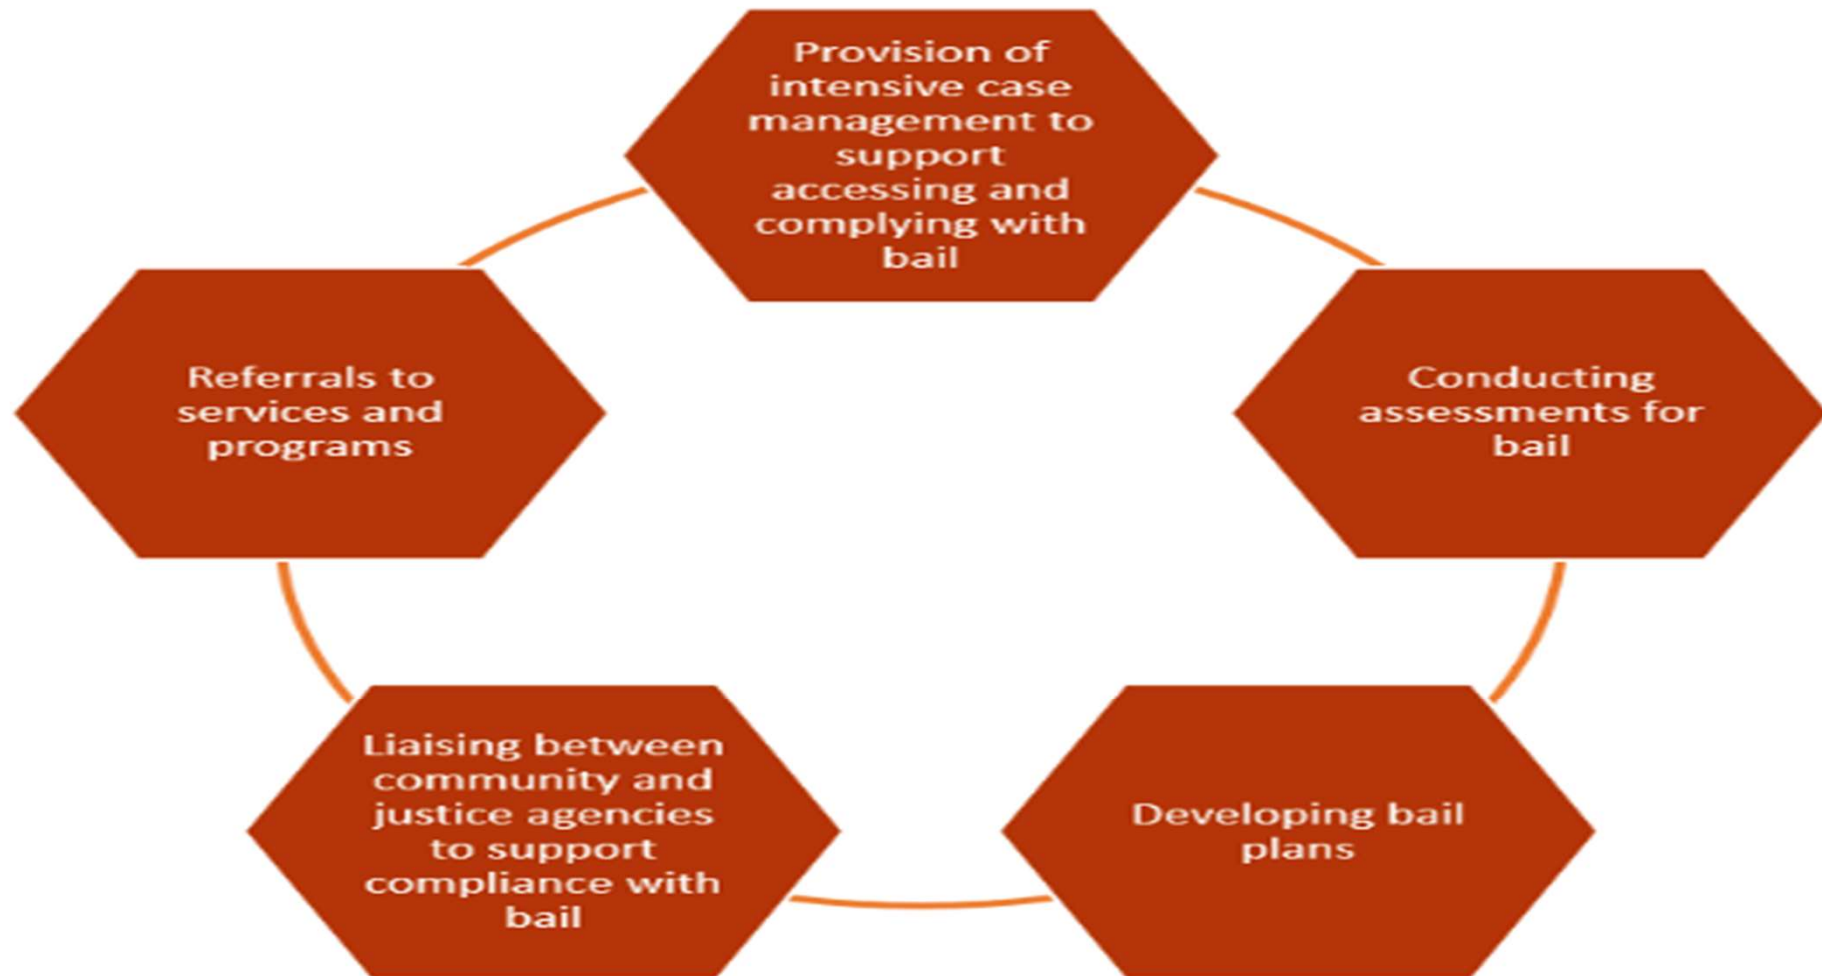 Provision of
intensive case
management to
support
accessing and
complying with
bail
Conducting
assessments for
bail
Developing bail
plans
Liaising between
community and
justice agencies
to support
compliance with
bail
Referrals to
services and
programs